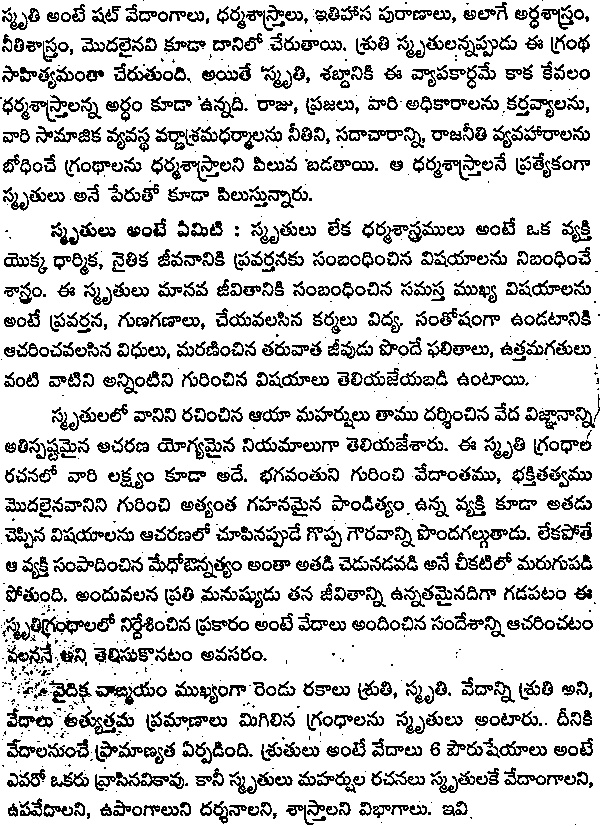 స్మృతి అంటే షట్ వేదాంగాలు, ధర్మశాస్త్రాలు, ఇతిహాస పురాణాలు, అలాగే అర్ధశాస్త్రం,
నీతిశాస్త్రం, మొదలైనవి కూడా దానిలో చేరుతాయి. శ్రుతి స్మృతులన్నప్పుడు ఈ గ్రంథ
సాహిత్యమంతా చేరుతుంది. అయితే 'స్మృతి, శబ్దానికి ఈ వ్యాపకార్ధమే కాక కేవలం
ధర్మశాస్త్రాలన్న అర్ధం కూడా ఉన్నది. రాజు, ప్రజలు, వారి అధికారాలను కర్తవ్యాలను,
వారి సామాజిక వ్యవస్థ వర్ణాశ్రమధర్మాలను నీతిని, సదాచారాన్ని, రాజనీతి వ్యవహారాలను
బోధించే గ్రంథాలను ధర్మశాస్త్రాలని పిలువ బడతాయి. ఆ ధర్మశాస్త్రాలనే ప్రత్యేకంగా
స్మృతులు అనే పేరుతో కూడా పిలుస్తున్నారు.
స్మృతులు అంటే ఏమిటి : స్మృతులు లేక ధర్మశాస్త్రములు అంటే ఒక వ్యక్తి
యొక్క ధార్మిక, నైతిక జీవనానికి ప్రవర్తనకు సంబంధించిన విషయాలను నిబంధించే
శాస్త్రం. ఈ స్మృతులు మానవ జీవితానికి సంబంధించిన సమస్త ముఖ్య విషయాలను
అంటే ప్రవర్తన, గుణగణాలు, చేయవలసిన కర్మలు విద్య, సంతోషంగా ఉండటానికి
ఆచరించవలసిన విధులు, మరణించిన తరువాత జీవుడు పొందే ఫలితాలు, ఉత్తమగతులు
వంటి వాటిని అన్నింటిని గురించిన విషయాలు తెలియజేయబడి ఉంటాయి.
స్మృతులలో వానిని రచించిన ఆయా మహర్షులు తాము దర్శించిన వేద విజ్ఞానాన్ని
అతిస్పష్టమైన ఆచరణ యోగ్యమైన నియమాలుగా తెలియజేశారు. ఈ స్మృతి గ్రంధాల
రచనలో వారి లక్ష్యం కూడా అదే. భగవంతుని గురించి వేదాంతము, భక్తితత్వము
మొదలైనవానిని గురించి అత్యంత గహనమైన పాండిత్యం ఉన్న వ్యక్తి కూడా అతడు
చెప్పిన విషయాలను ఆచరణలో చూపినప్పుడే గొప్ప గౌరవాన్ని పొందగల్గుతాడు. లేకపోతే
ఆ వ్యక్తి సంపాదించిన మేధోఔన్నత్యం అంతా అతడి చెడునడవడి అనే చీకటిలో మరుగుపడి
పోతుంది. అందువలన ప్రతి మనుష్యుడు తన జీవితాన్ని ఉన్నతమైనదిగా గడపటం ఈ
స్మృతిగ్రంధాలలో నిర్దేశించిన ప్రకారం అంటే వేదాలు అందించిన సందేశాన్ని ఆచరించటం
వలననే అని తెలిసుకొనటం అవసరం.
వైదిక వాఙ్మయం ముఖ్యంగా రెండు రకాలు శ్రుతి, స్మృతి. వేదాన్ని శ్రుతి అని,
వేదాలు అత్యుత్తమ ప్రమాణాలు మిగిలిన గ్రంధాలను స్మృతులు అంటారు.. దీనికి
వేదాలనుంచే ప్రామాణ్యత ఏర్పడింది. శ్రుతులు అంటే వేదాలు 6 పౌరుషేయాలు అంటే
ఎవరో ఒకరు వ్రాసినవికావు. కానీ స్మృతులు మహర్షుల రచనలు స్మృతులకే వేదాంగాలని,
ఉపవేదాలని, ఉపాంగాలుని దర్శనాలని, శాస్త్రాలని విభాగాలు. ఇవి